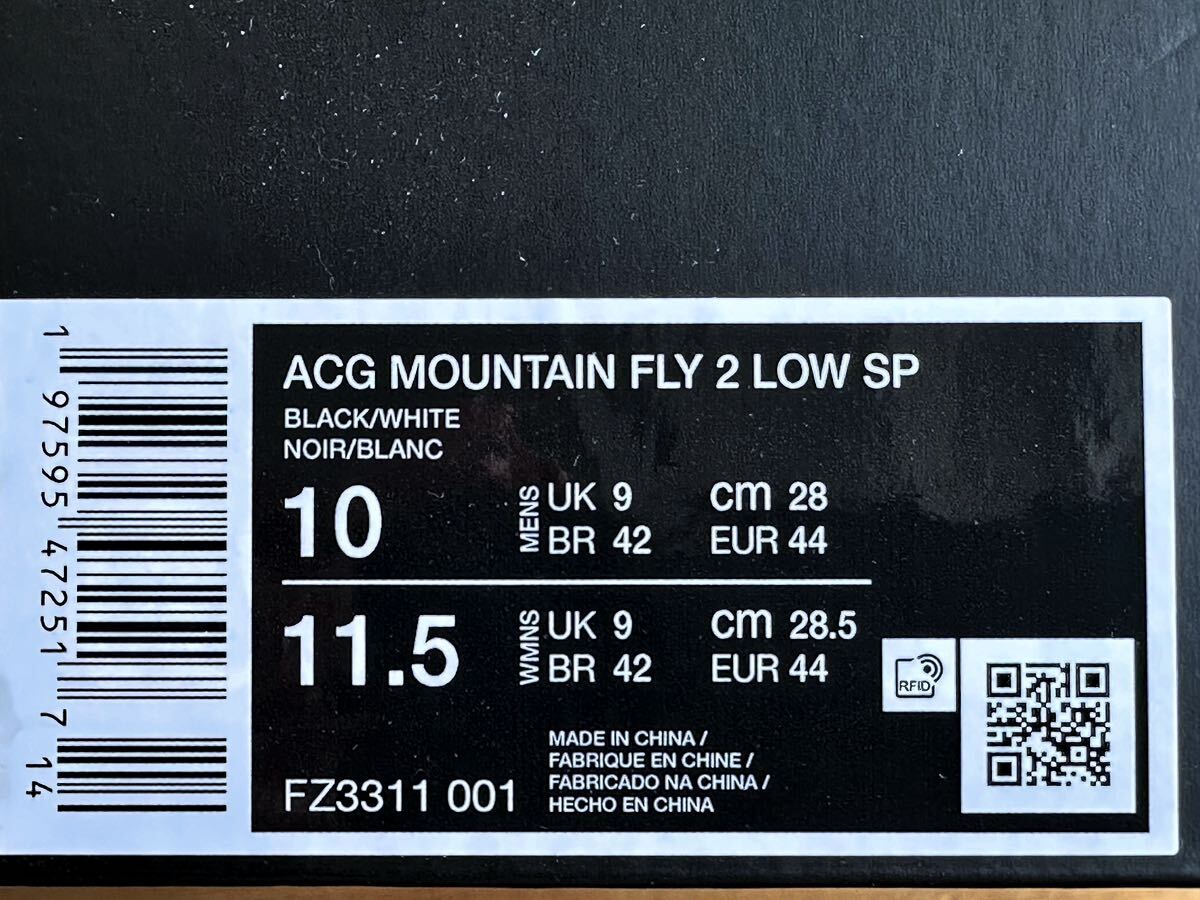 ACG MOUNTAIN FLY 2 LOW SP
BLACK/WHITE
NOIR/BLANC
10 MENS UK 9 cm 28
BR 42 EUR 44
11.5 WMNS UK 9 cm 28.5
BR 42 EUR 44
RFID
FZ3311 001
MADE IN CHINA /
FABRIQUE EN CHINE /
FABRICADO NA CHINA /
HECHO EN CHINA
1 97595 47251 7 14